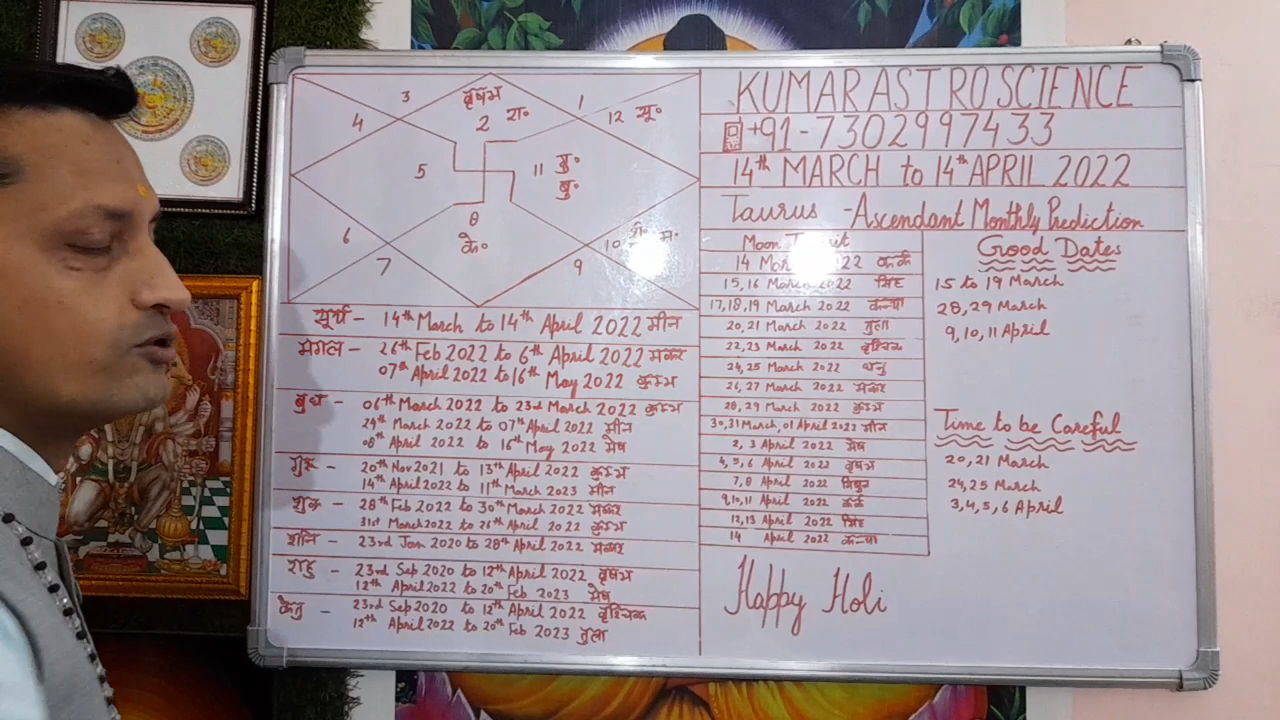 3
वृषभ
1
4
2 रा०
12 सू०
5
11 बु०
गु०
8
के०
6
10 श० म०
7
9
सूर्य - 14th March to 14th April 2022 मीन
मंगल - 26th Feb 2022 to 6th April 2022 मकर
07th April 2022 to 16th May 2022 कुम्भ
बुध - 06th March 2022 to 23rd March 2022 कुम्भ
24th March 2022 to 07th April 2022 मीन
08th April 2022 to 16th May 2022 मेष
गुरू - 20th Nov 2021 to 13th April 2022 कुम्भ
14th April 2022 to 11th March 2023 मीन
शुक्र - 28th Feb 2022 to 30th March 2022 मकर
31st March 2022 to 26th April 2022 कुम्भ
शनि - 23rd Jan 2020 to 28th April 2022 मकर
राहु - 23rd Sep 2020 to 12th April 2022 वृषभ
12th April 2022 to 20th Feb 2023 मेष
केतु - 23rd Sep 2020 to 12th April 2022 वृश्चिक
12th April 2022 to 20th Feb 2023 तुला
KUMAR ASTRO SCIENCE
+91-7302997433
14th MARCH to 14th APRIL 2022
Taurus - Ascendant Monthly Prediction
Moon Transit
14 March 2022 कर्क
15,16 March 2022 सिंह
17,18,19 March 2022 कन्या
20,21 March 2022 तुला
22,23 March 2022 वृश्चिक
24,25 March 2022 धनु
26,27 March 2022 मकर
28,29 March 2022 कुम्भ
30,31 March, 01 April 2022 मीन
2, 3 April 2022 मेष
4, 5, 6 April 2022 वृषभ
7, 8 April 2022 मिथुन
9,10,11 April 2022 कर्क
12,13 April 2022 सिंह
14 April 2022 कन्या
Good Dates
15 to 19 March
28,29 March
9,10,11 April
Time to be Careful
20,21 March
24,25 March
3,4,5,6 April
Happy Holi